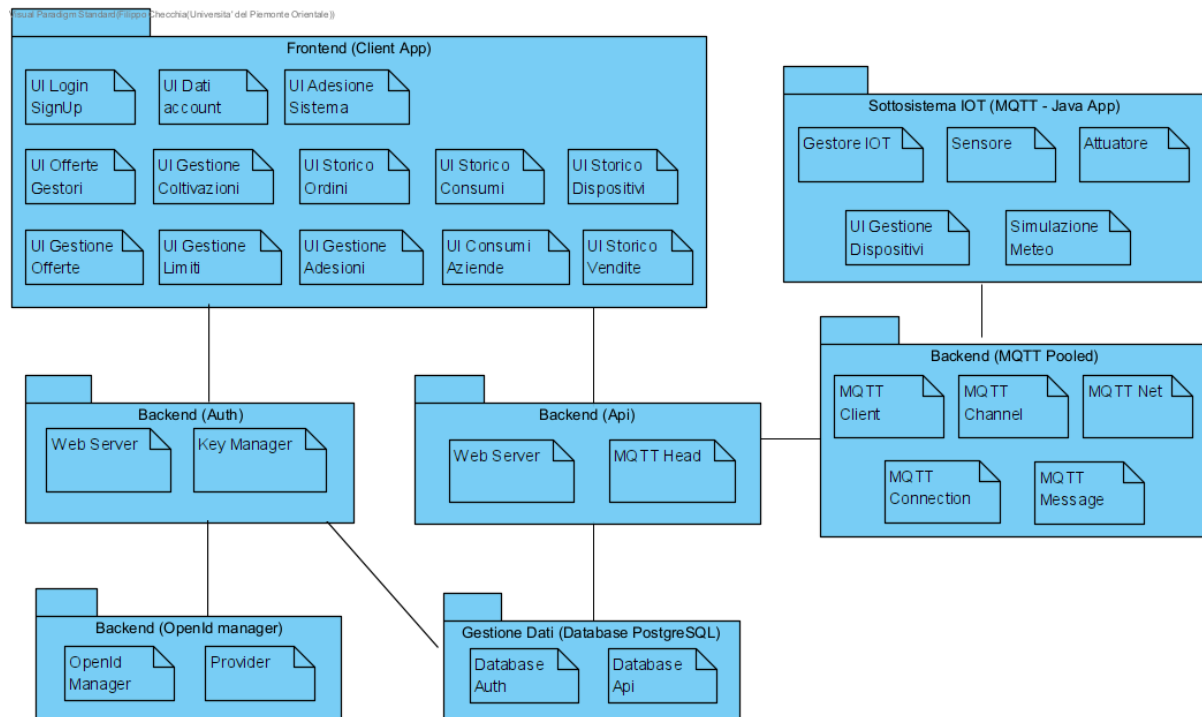 Visual Paradigm Standard(Filippo Checchia(Universita' del Piemonte Orientale))
Frontend (Client App)
UI Login
SignUp
UI Dati
account
UI Adesione
Sistema
UI Offerte
Gestori
UI Gestione
Coltivazioni
UI Storico
Ordini
UI Storico
Consumi
UI Storico
Dispositivi
UI Gestione
Offerte
UI Gestione
Limiti
UI Gestione
Adesioni
UI Consumi
Aziende
UI Storico
Vendite
Sottosistema IOT (MQTT - Java App)
Gestore IOT
Sensore
Attuatore
UI Gestione
Dispositivi
Simulazione
Meteo
Backend (MQTT Pooled)
MQTT
Client
MQTT
Channel
MQTT Net
MQTT
Connection
MQTT
Message
Backend (Auth)
Web Server
Key Manager
Backend (Api)
Web Server
MQTT Head
Backend (OpenId manager)
OpenId
Manager
Provider
Gestione Dati (Database PostgreSQL)
Database
Auth
Database
Api